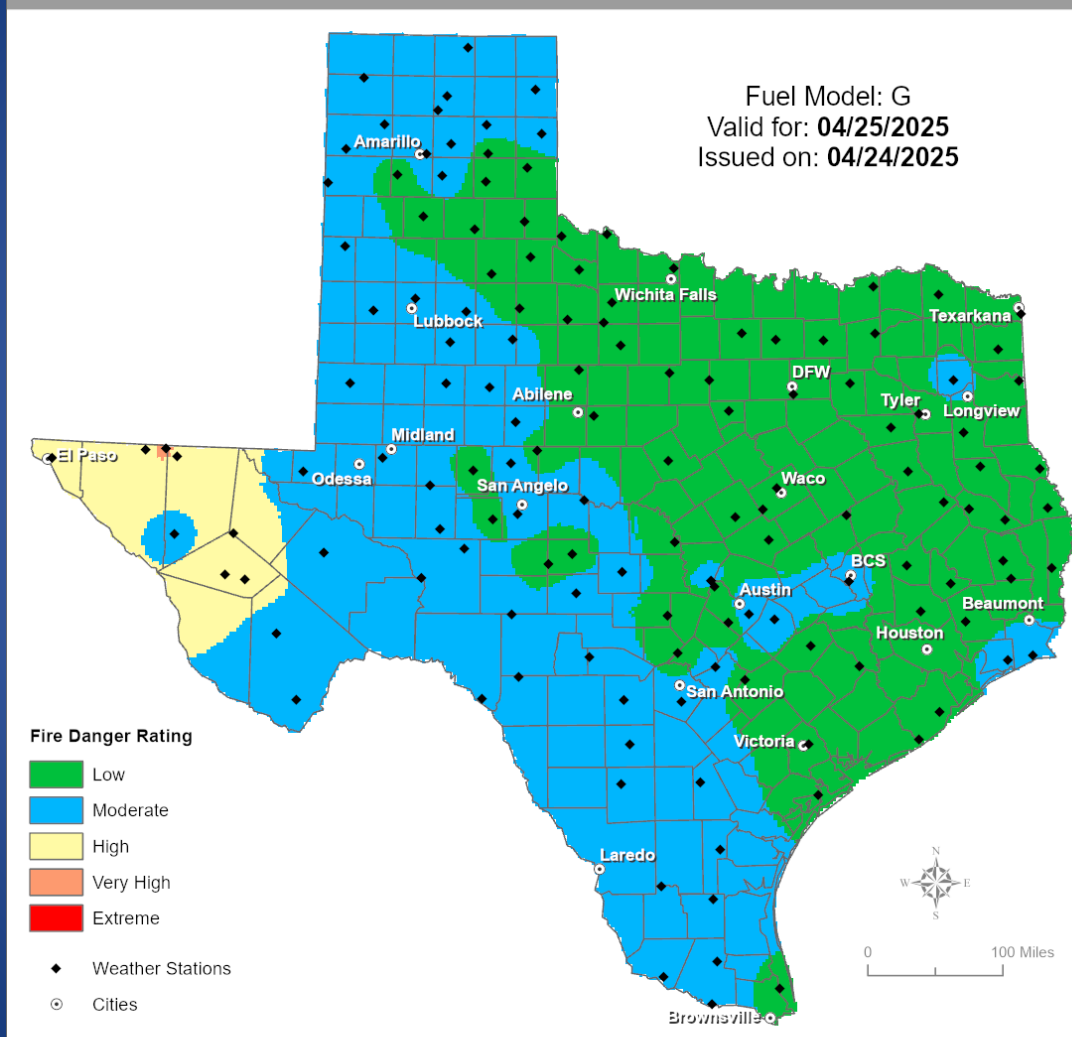 Fuel Model: G
Valid for: 04/25/2025
Issued on: 04/24/2025
Amarillo
Wichita Falls
Lubbock
Texarkana
DFW
Abilene
Tyler
Longview
Midland
El Paso
Odessa
San Angelo
Waco
BCS
Austin
Beaumont
Houston
San Antonio
Victoria
Laredo
Brownsville
Fire Danger Rating
Low
Moderate
High
Very High
Extreme
Weather Stations
Cities
N
W E
S
0 100 Miles